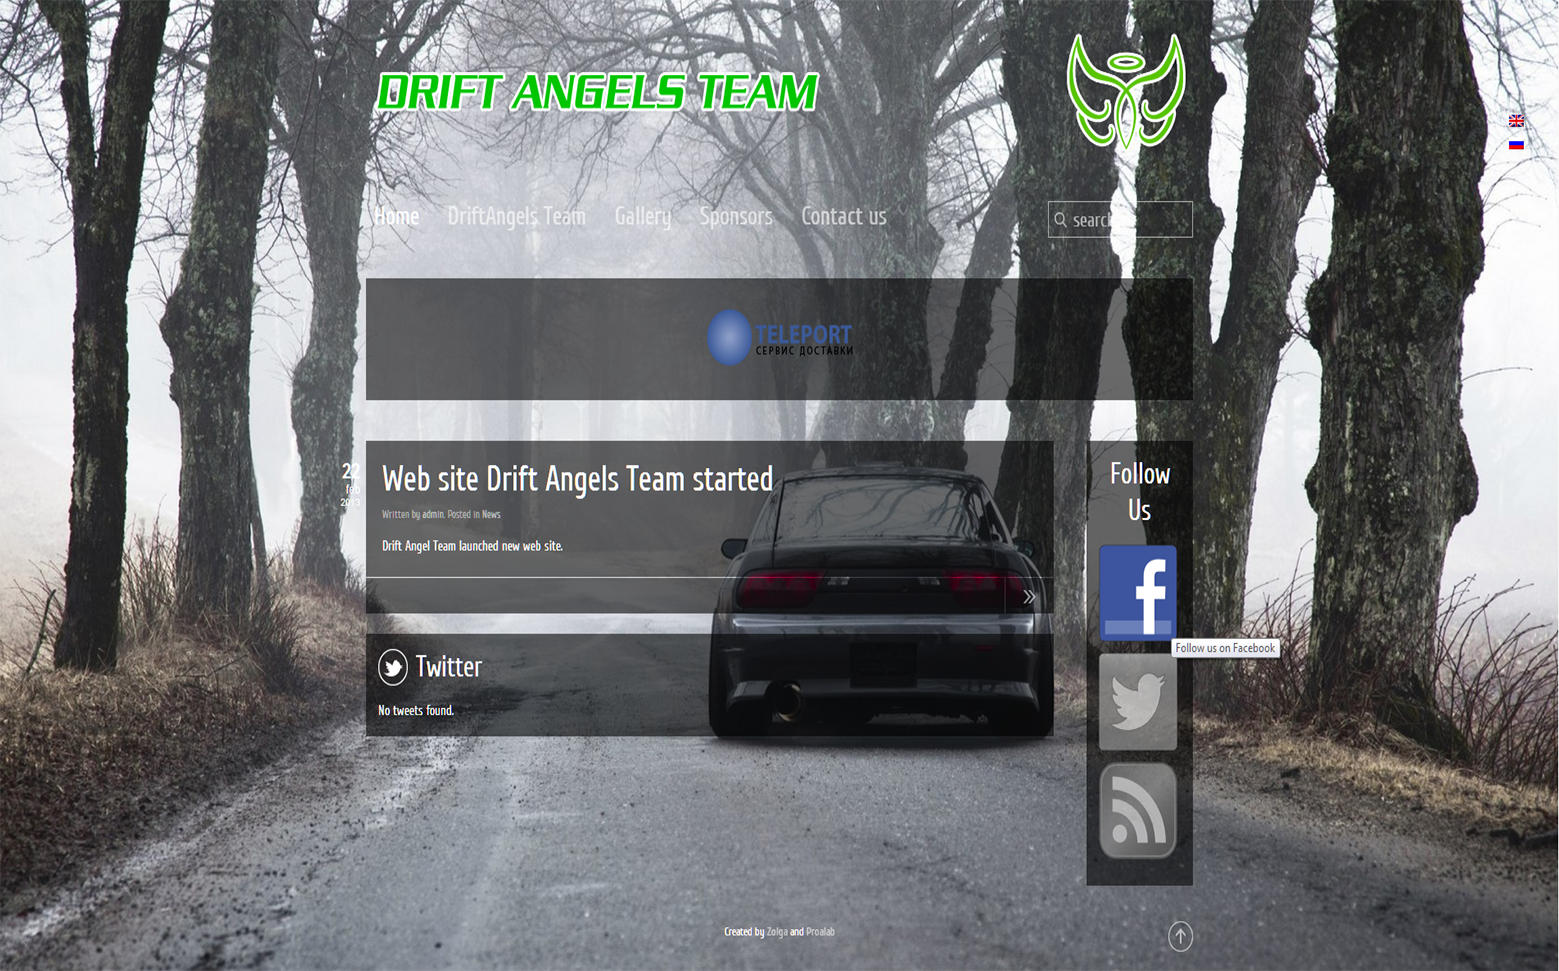 DRIFT ANGELS TEAM
Home DriftAngels Team Gallery Sponsors Contact us
search
TELEPORT
СЕРВИС ДОСТАВКИ
22
feb
2013
Web site Drift Angels Team started
Written by admin. Posted in News
Drift Angel Team launched new web site.
Follow
Us
f
Follow us on Facebook
Twitter
No tweets found.
Created by Zolga and Proalab